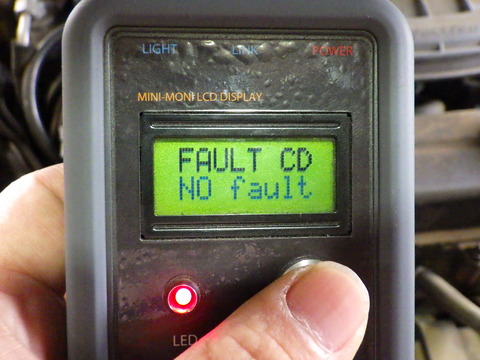 LIGHT LINK POWER
MINI-MONI LCD DISPLAY
FAULT CD
NO fault
LED